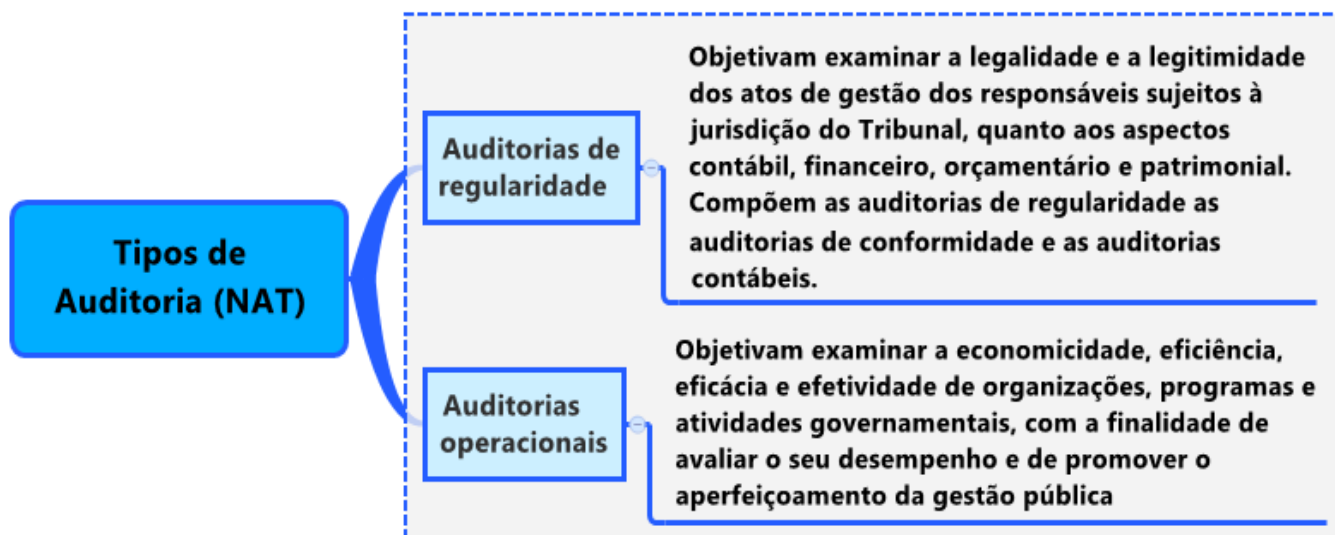 Tipos de
Auditoria (NAT)
Auditorias de
regularidade
Objetivam examinar a legalidade e a legitimidade
dos atos de gestão dos responsáveis sujeitos à
jurisdição do Tribunal, quanto aos aspectos
contábil, financeiro, orçamentário e patrimonial.
Compõem as auditorias de regularidade as
auditorias de conformidade e as auditorias
contábeis.
Auditorias
operacionais
Objetivam examinar a economicidade, eficiência,
eficácia e efetividade de organizações, programas e
atividades governamentais, com a finalidade de
avaliar o seu desempenho e de promover o
aperfeiçoamento da gestão pública